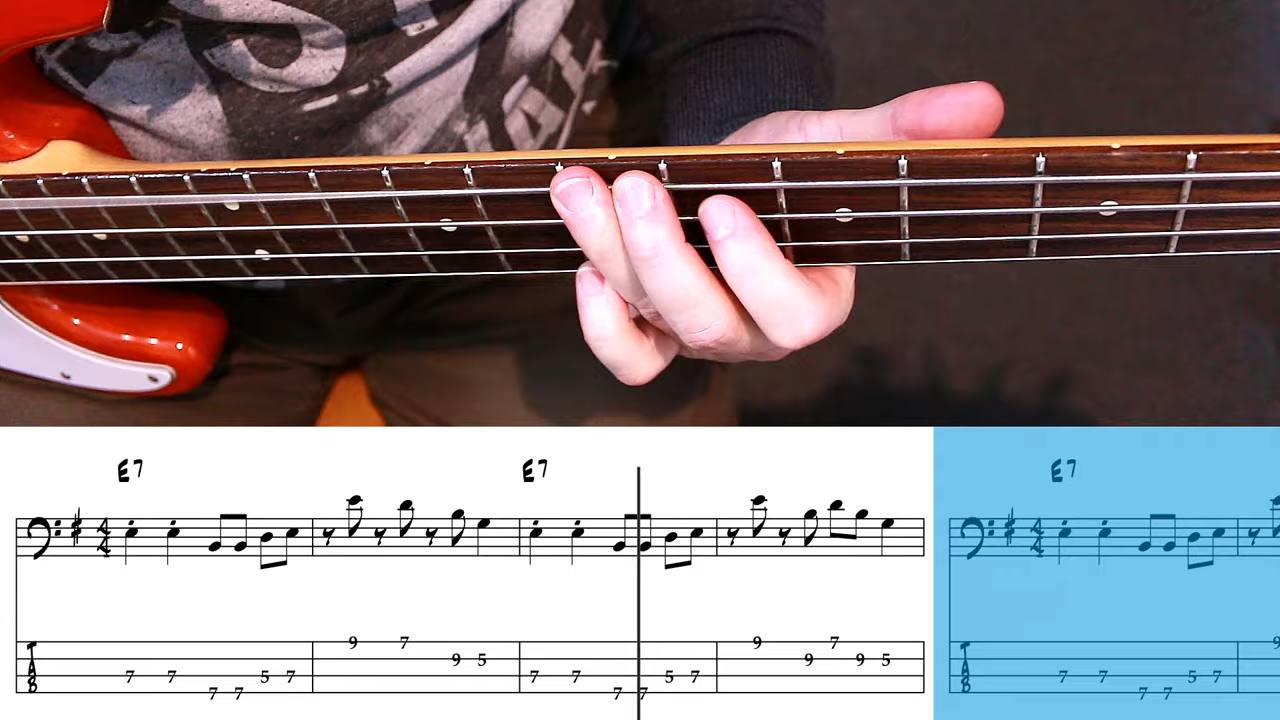 E7 E7 E7
4 4 4 4
9 7 9 9
9 5 7 9 5
7 7 5 7 7 7 5 7 7 7 5 7
7 7 7 7 7 7
T A B T A B